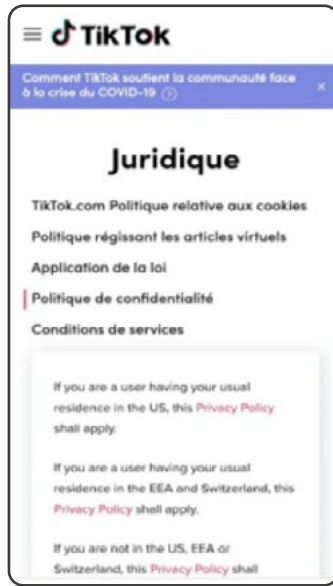 TikTok
Comment TikTok soutient la communauté face
à la crise du COVID-19
Juridique
TikTok.com Politique relative aux cookies
Politique régissant les articles virtuels
Application de la loi
Politique de confidentialité
Conditions de services
If you are a user having your usual
residence in the US, this Privacy Policy
shall apply.
If you are a user having your usual
residence in the EEA and Switzerland, this
Privacy Policy shall apply.
If you are not in the US, EEA or
Switzerland, this Privacy Policy shall